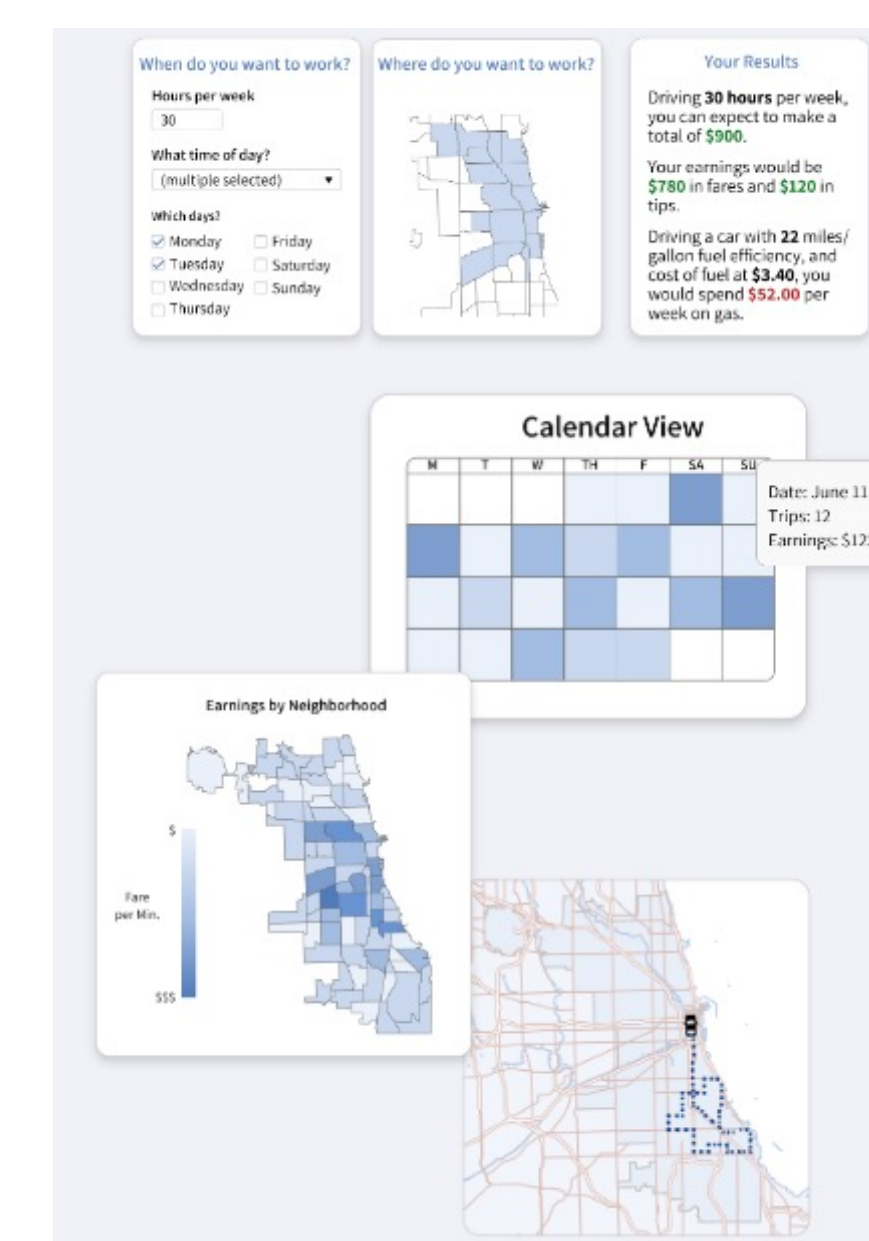 When do you want to work?
Hours per week
30
What time of day?
(multiple selected)
Which days?
Monday
Friday
Tuesday
Saturday
Wednesday
Sunday
Thursday
Where do you want to work?
Your Results
Driving 30 hours per week,
you can expect to make a
total of $900.
Your earnings would be
$780 in fares and $120 in
tips.
Driving a car with 22 miles/
gallon fuel efficiency, and
cost of fuel at $3.40, you
would spend $52.00 per
week on gas.
Calendar View
M T W TH F SA SU
Date: June 11
Trips: 12
Earnings: $12
Earnings by Neighborhood
$
Fare
per Min.
$$$